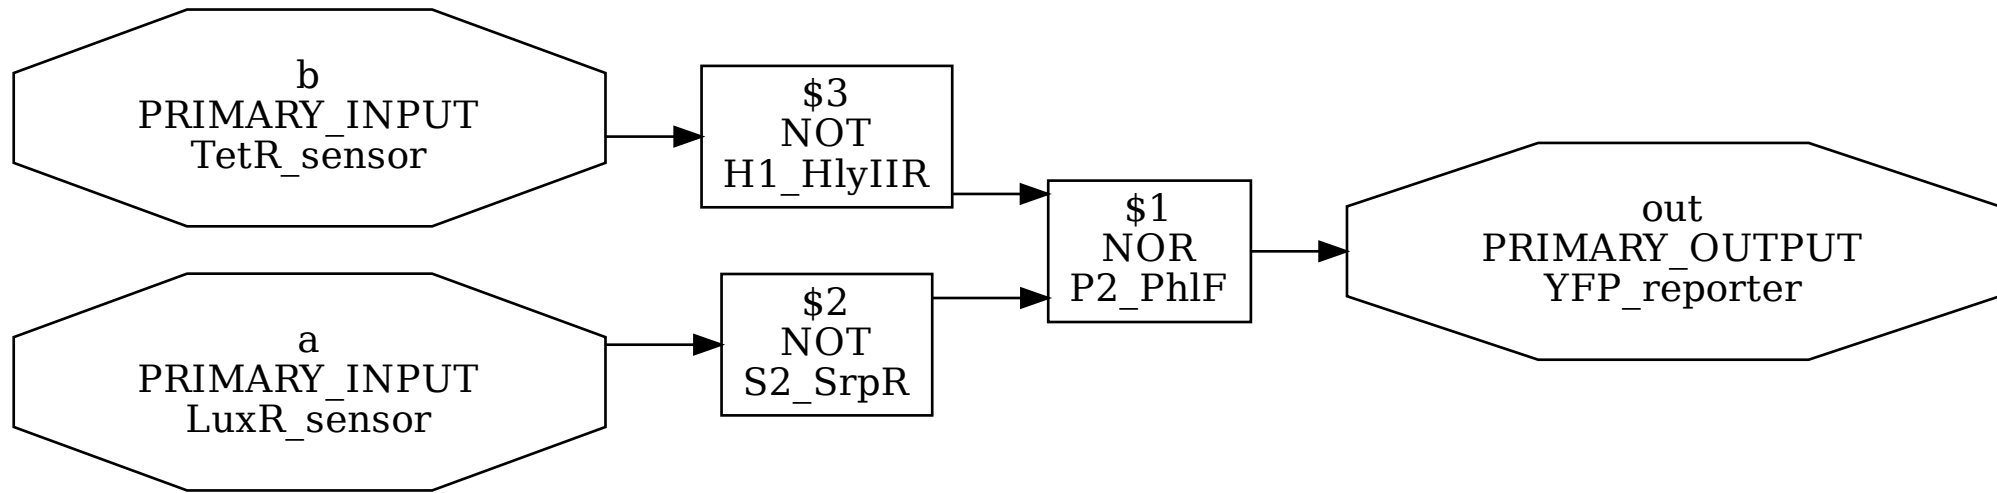 b
PRIMARY_INPUT
TetR_sensor
$3
NOT
H1_HlyIIR
a
PRIMARY_INPUT
LuxR_sensor
$2
NOT
S2_SrpR
$1
NOR
P2_PhlF
out
PRIMARY_OUTPUT
YFP_reporter